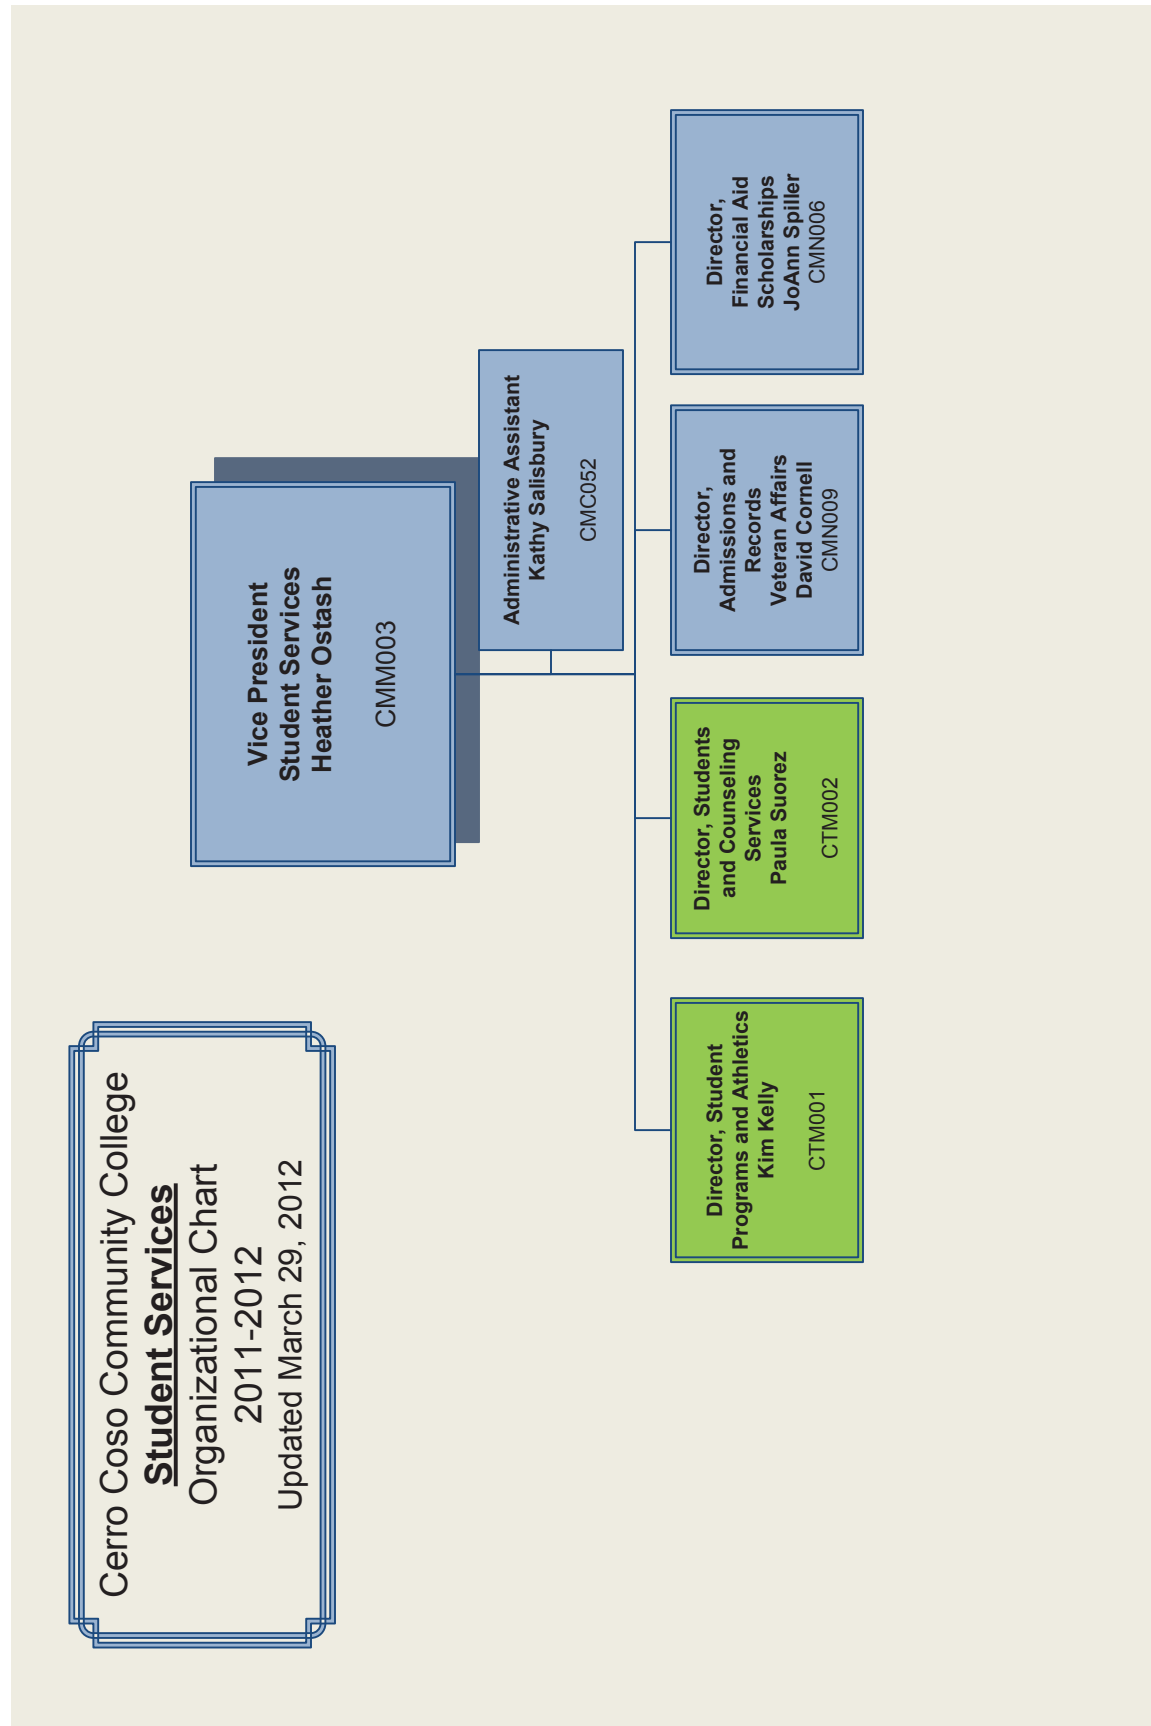 Cerro Coso Community College
Student Services
Organizational Chart
2011-2012
Updated March 29, 2012
Vice President
Student Services
Heather Ostash
CMM003
Administrative Assistant
Kathy Salisbury
CMC052
Director, Student
Programs and Athletics
Kim Kelly
CTM001
Director, Students
and Counseling
Services
Paula Suorez
CTM002
Director,
Admissions and
Records
Veteran Affairs
David Cornell
CMN009
Director,
Financial Aid
Scholarships
JoAnn Spiller
CMN006